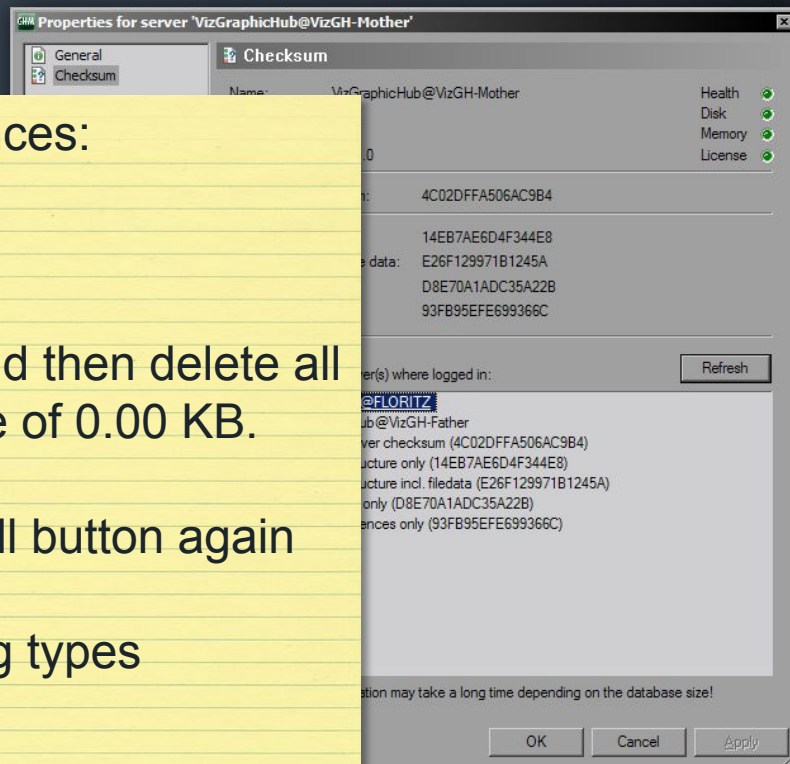 Properties for server 'VizGraphicHub@VizGH-Mother'
General
Checksum
Checksum
Name: VizGraphicHub@VizGH-Mother
Health
Disk
Memory
License
.0
4C02DFFA506AC9B4
14EB7AE6D4F344E8
data: E26F129971B1245A
D8E70A1ADC35A22B
93FB95EFE699366C
er(s) where logged in:
Refresh
@FLORITZ
ub@VizGH-Father
ver checksum (4C02DFFA506AC9B4)
ucture only (14EB7AE6D4F344E8)
ucture incl. filedata (E26F129971B1245A)
only (D8E70A1ADC35A22B)
ences only (93FB95EFE699366C)
ation may take a long time depending on the database size!
OK
Cancel
Apply
ces:
d then delete all
e of 0.00 KB.
ll button again
g types